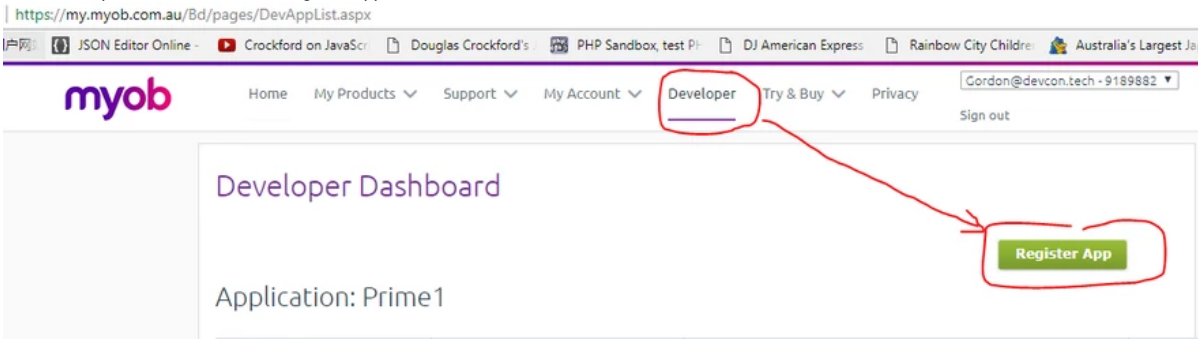 https://my.myob.com.au/Bd/pages/DevAppList.aspx
JSON Editor Online - Crockford on JavaScr Douglas Crockford's PHP Sandbox, test P DJ American Express Rainbow City Childre Australia's Largest Ja
myob Home My Products Support My Account Developer Try & Buy Privacy Gordon@devcon.tech - 9189882
Sign out
Developer Dashboard
Register App
Application: Prime1